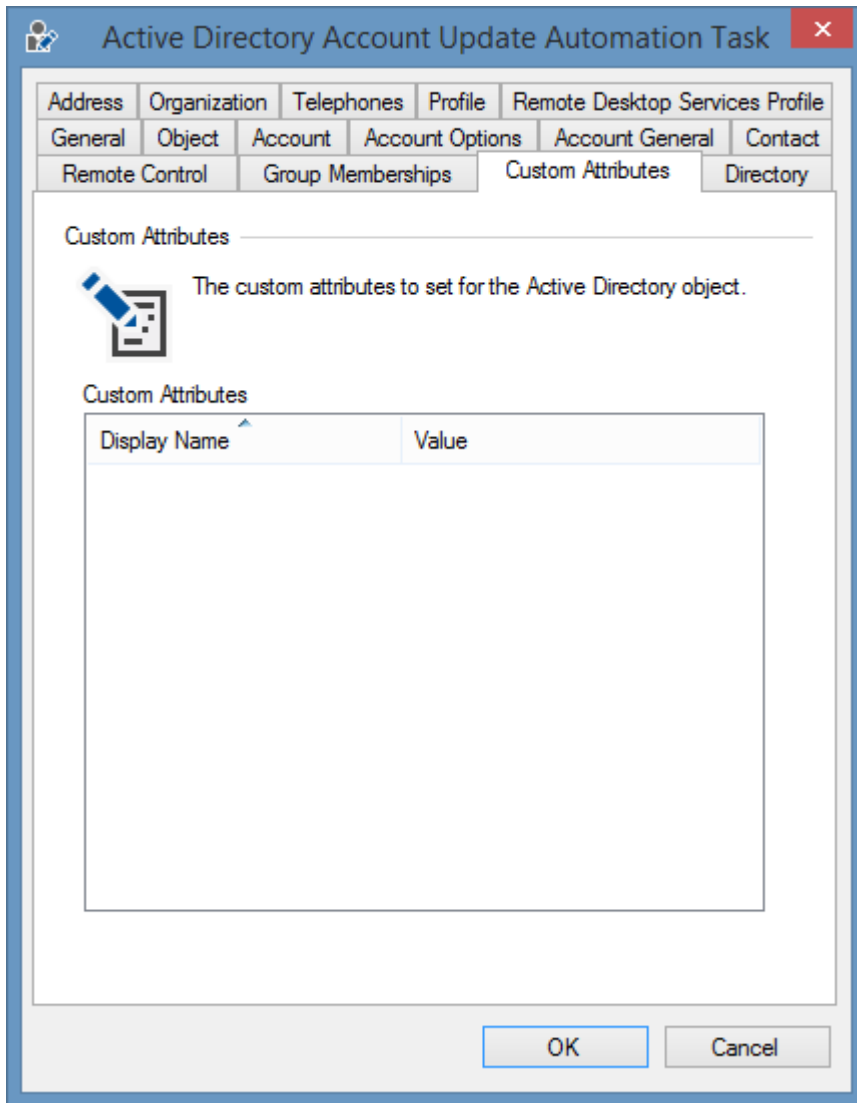 Active Directory Account Update Automation Task
Address Organization Telephones Profile Remote Desktop Services Profile
General Object Account Account Options Account General Contact
Remote Control Group Memberships Custom Attributes Directory
Custom Attributes
The custom attributes to set for the Active Directory object.
Custom Attributes
Display Name Value
OK Cancel